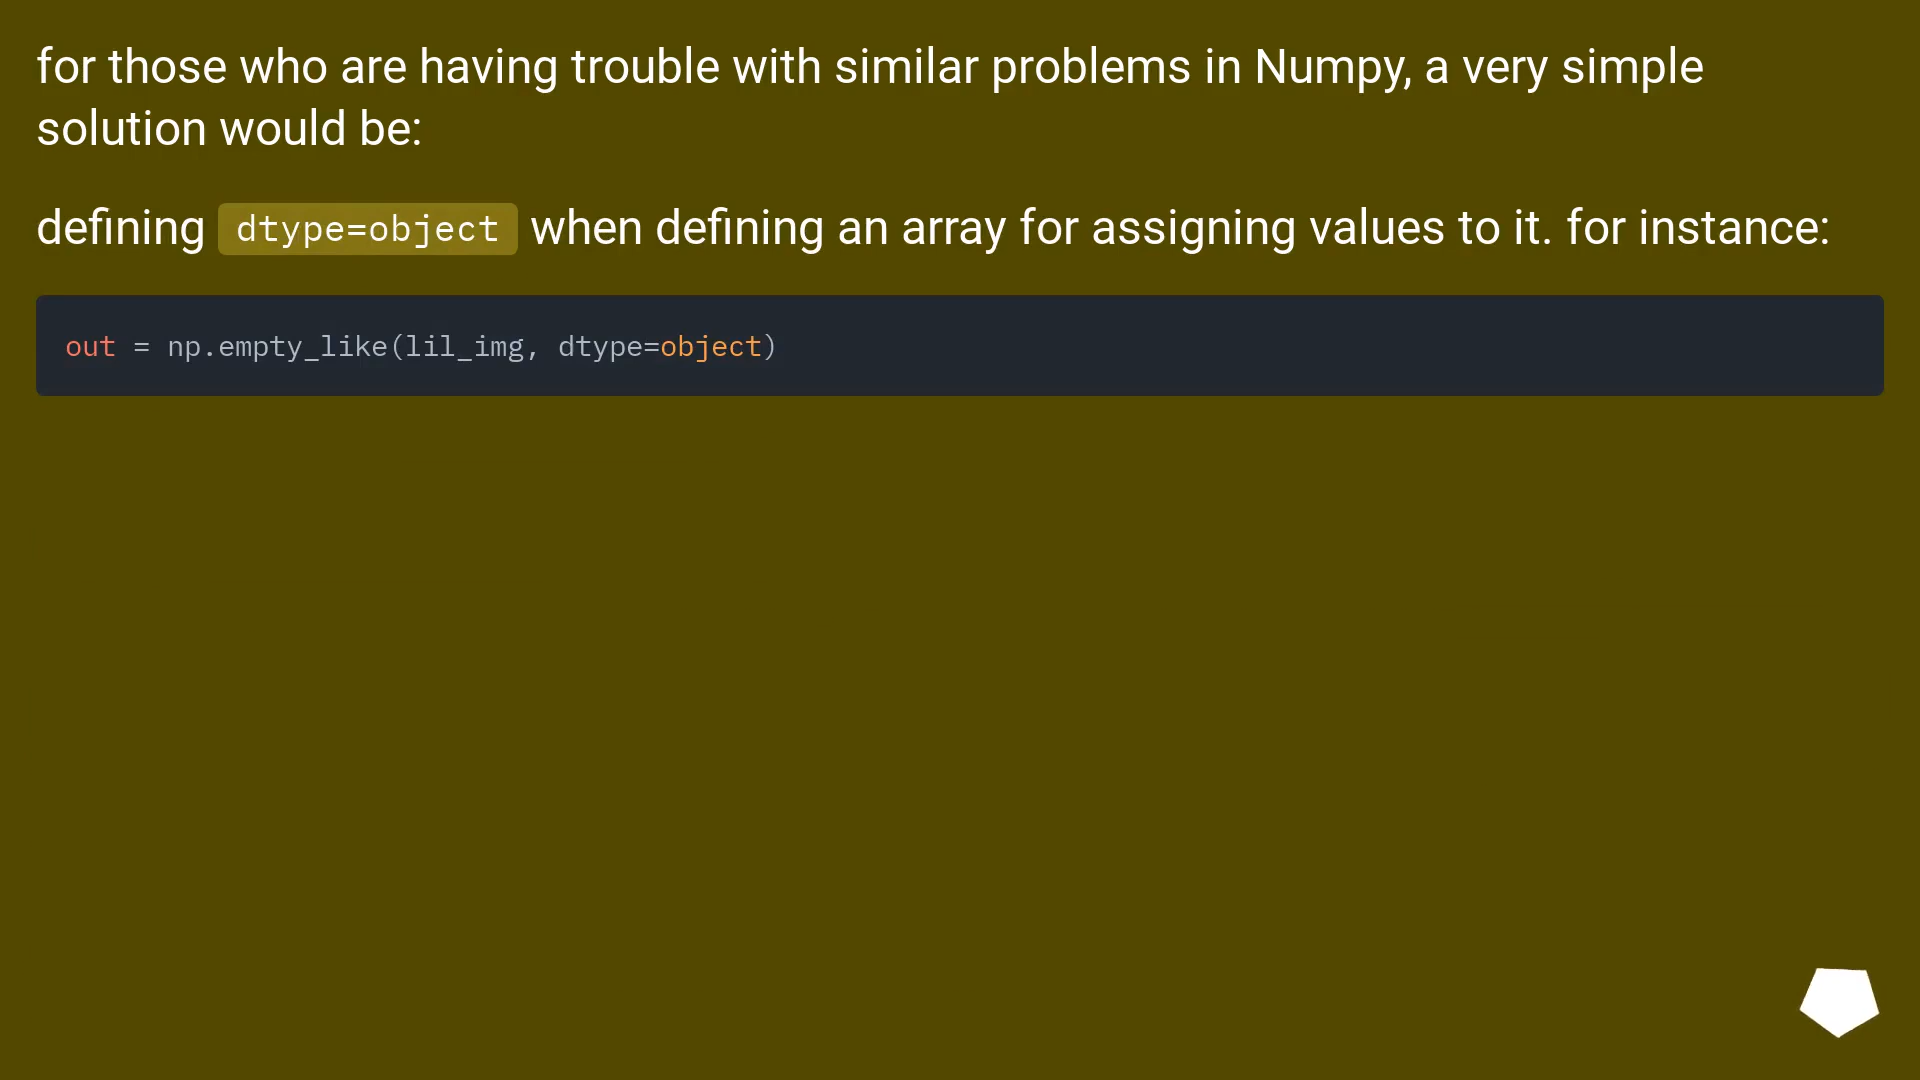 for those who are having trouble with similar problems in Numpy, a very simple
solution would be:
defining dtype=object when defining an array for assigning values to it. for instance:
out = np.empty_like(lil_img, dtype=object)